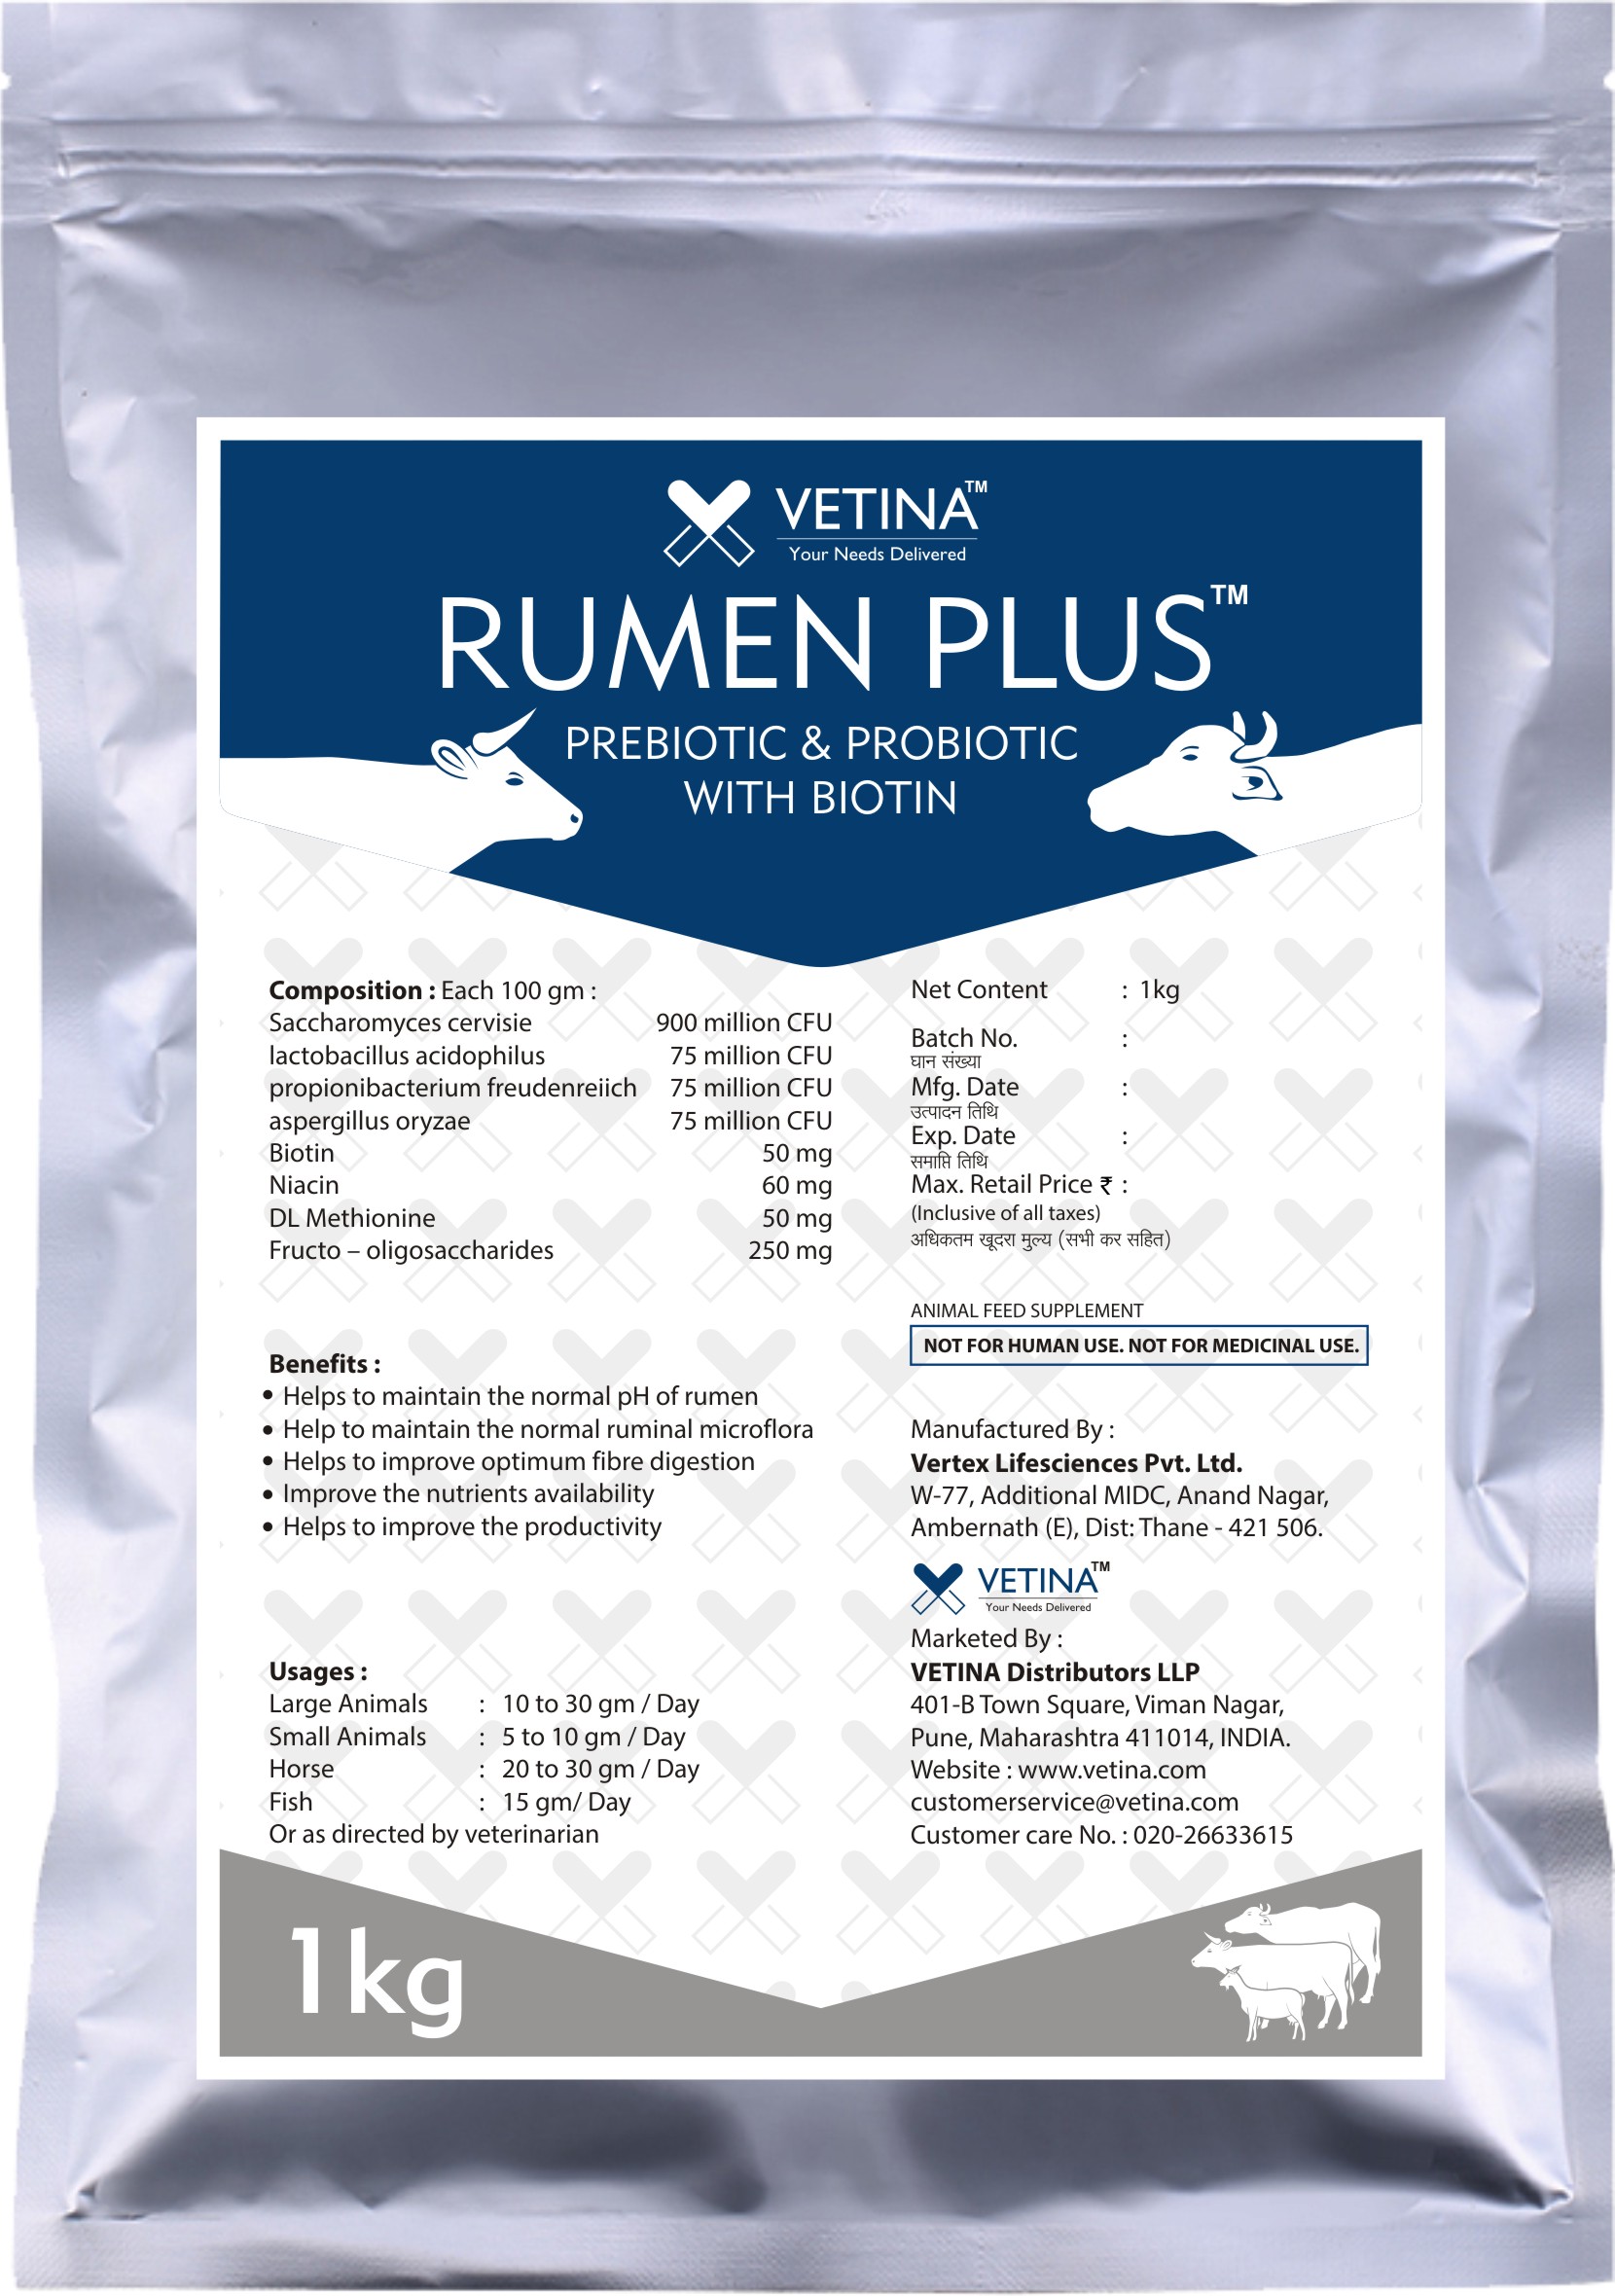 VETINA™
Your Needs Delivered
RUMEN PLUS™
PREBIOTIC & PROBIOTIC
WITH BIOTIN
Composition : Each 100 gm :
Saccharomyces cervisie 900 million CFU
lactobacillus acidophilus 75 million CFU
propionibacterium freudenreiich 75 million CFU
aspergillus oryzae 75 million CFU
Biotin 50 mg
Niacin 60 mg
DL Methionine 50 mg
Fructo – oligosaccharides 250 mg
Benefits :
• Helps to maintain the normal pH of rumen
• Help to maintain the normal ruminal microflora
• Helps to improve optimum fibre digestion
• Improve the nutrients availability
• Helps to improve the productivity
Usages :
Large Animals : 10 to 30 gm / Day
Small Animals : 5 to 10 gm / Day
Horse : 20 to 30 gm / Day
Fish : 15 gm/ Day
Or as directed by veterinarian
Net Content : 1kg
Batch No. :
घान संख्या
Mfg. Date :
उत्पादन तिथि
Exp. Date :
समाप्ति तिथि
Max. Retail Price ₹ :
(Inclusive of all taxes)
अधिकतम खूदरा मुल्य (सभी कर सहित)
ANIMAL FEED SUPPLEMENT
NOT FOR HUMAN USE. NOT FOR MEDICINAL USE.
Manufactured By :
Vertex Lifesciences Pvt. Ltd.
W-77, Additional MIDC, Anand Nagar,
Ambernath (E), Dist: Thane - 421 506.
VETINA™
Your Needs Delivered
Marketed By :
VETINA Distributors LLP
401-B Town Square, Viman Nagar,
Pune, Maharashtra 411014, INDIA.
Website : www.vetina.com
customerservice@vetina.com
Customer care No. : 020-26633615
1kg